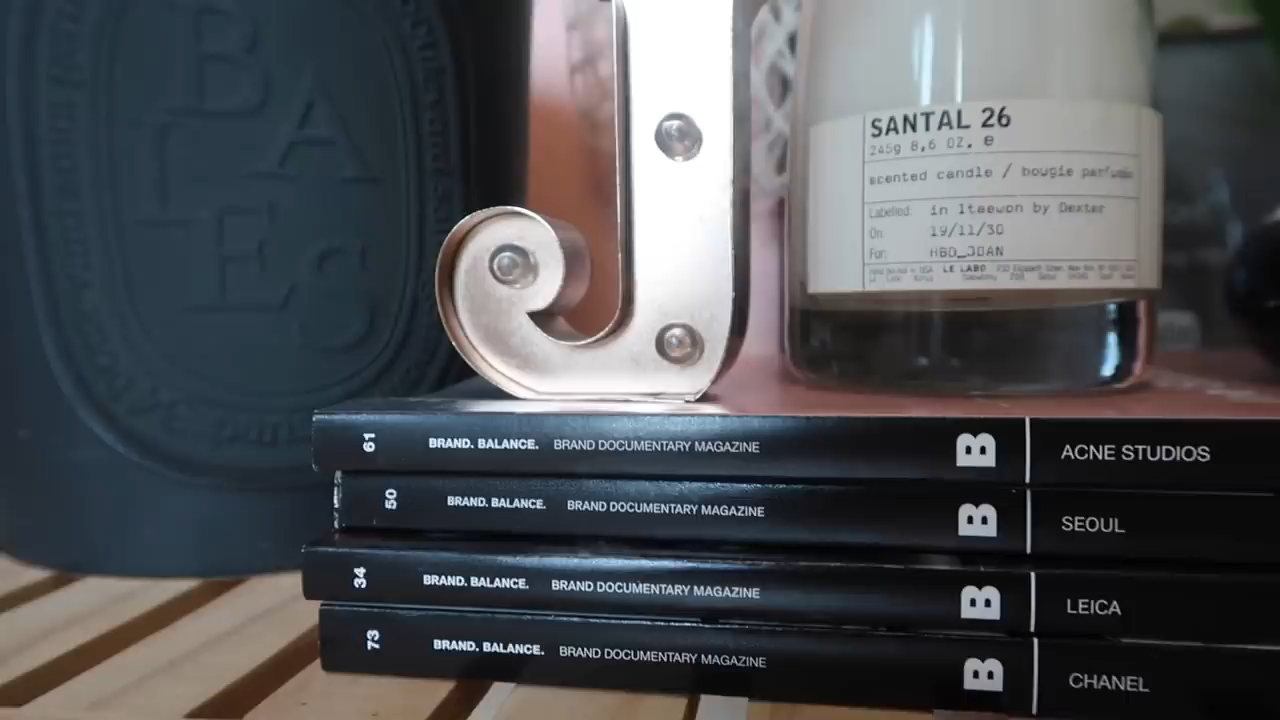 BAIES
J
SANTAL 26
245g 8,6 OZ. e
scented candle / bougie parfumée
Labelled: in Itaewon by Dexter
On: 19/11/30
For: HBD_JOAN
LE LABO
61 BRAND. BALANCE. BRAND DOCUMENTARY MAGAZINE B ACNE STUDIOS
50 BRAND. BALANCE. BRAND DOCUMENTARY MAGAZINE B SEOUL
34 BRAND. BALANCE. BRAND DOCUMENTARY MAGAZINE B LEICA
73 BRAND. BALANCE. BRAND DOCUMENTARY MAGAZINE B CHANEL